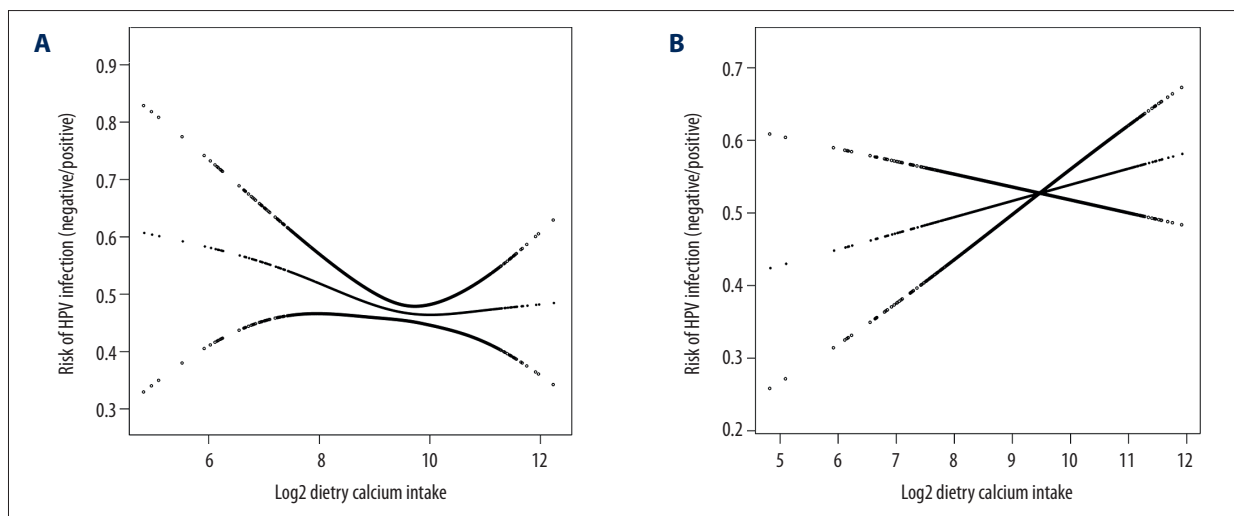 A
Risk of HPV infection (negative/positive)
0.9
0.8
0.7
0.6
0.5
0.4
0.3
6 8 10 12
Log2 dietry calcium intake
B
Risk of HPV infection (negative/positive)
0.7
0.6
0.5
0.4
0.3
0.2
5 6 7 8 9 10 11 12
Log2 dietry calcium intake